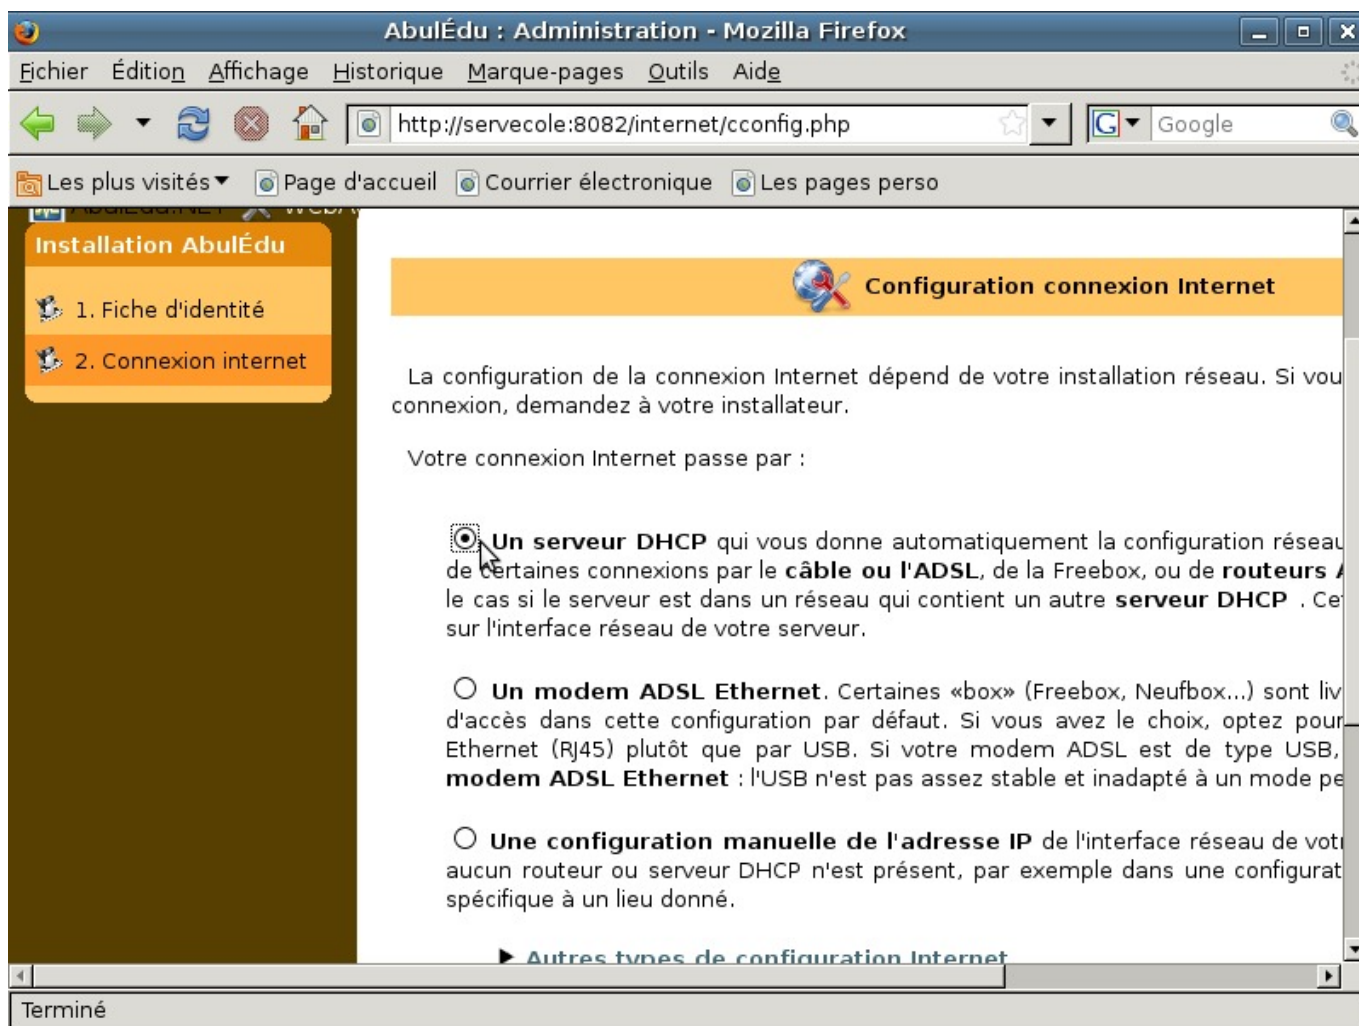 AbulÉdu : Administration - Mozilla Firefox
Fichier Édition Affichage Historique Marque-pages Outils Aide
http://servecole:8082/internet/cconfig.php
G Google
Les plus visités Page d'accueil Courrier électronique Les pages perso
AbulEdu.NET
Installation AbulÉdu
1. Fiche d'identité
2. Connexion internet
Configuration connexion Internet
La configuration de la connexion Internet dépend de votre installation réseau. Si vou
connexion, demandez à votre installateur.
Votre connexion Internet passe par :
Un serveur DHCP qui vous donne automatiquement la configuration réseau
de certaines connexions par le câble ou l'ADSL, de la Freebox, ou de routeurs A
le cas si le serveur est dans un réseau qui contient un autre serveur DHCP . Cet
sur l'interface réseau de votre serveur.
Un modem ADSL Ethernet. Certaines «box» (Freebox, Neufbox...) sont liv
d'accès dans cette configuration par défaut. Si vous avez le choix, optez pour
Ethernet (RJ45) plutôt que par USB. Si votre modem ADSL est de type USB,
modem ADSL Ethernet : l'USB n'est pas assez stable et inadapté à un mode pe
Une configuration manuelle de l'adresse IP de l'interface réseau de votr
aucun routeur ou serveur DHCP n'est présent, par exemple dans une configurat
spécifique à un lieu donné.
Autres types de configuration Internet
Terminé